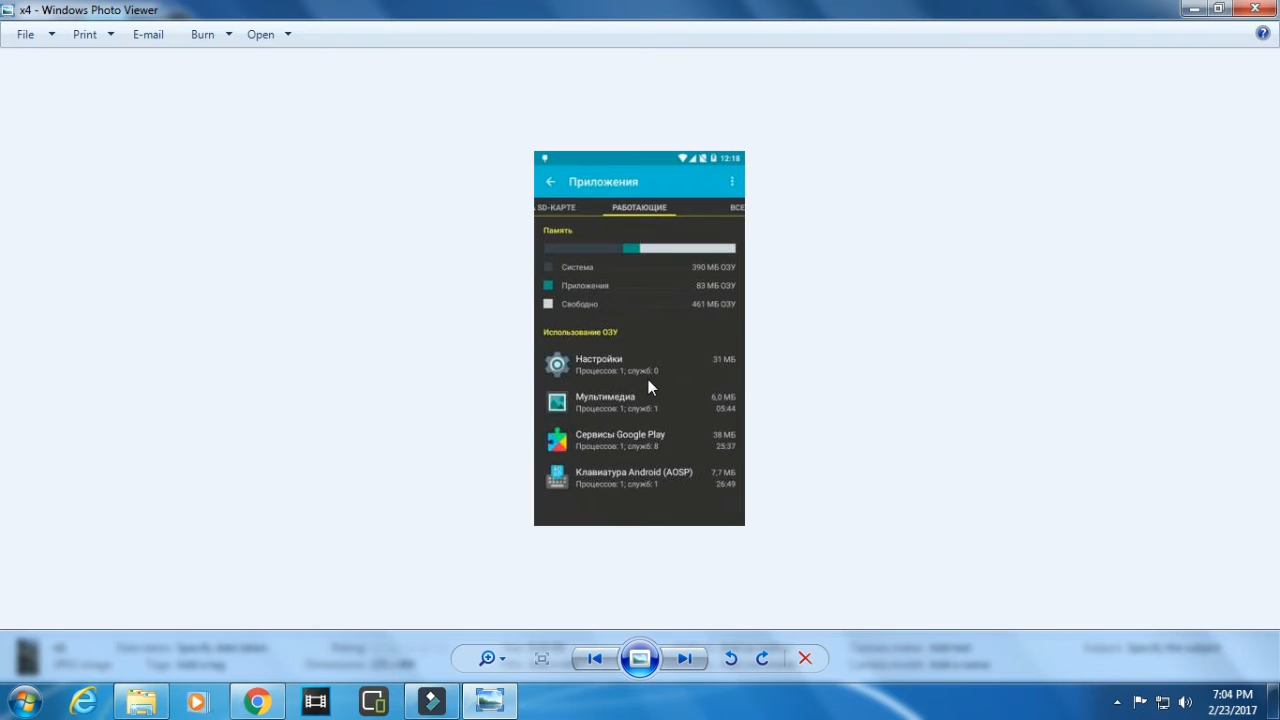 x4 - Windows Photo Viewer
File Print E-mail Burn Open
12:18
Приложения
SD-КАРТЕ РАБОТАЮЩИЕ ВСЕ
Память
Система 390 МБ ОЗУ
Приложения 83 МБ ОЗУ
Свободно 461 МБ ОЗУ
Использование ОЗУ
Настройки 31 МБ
Процессов: 1; служб: 0
Мультимедиа 6,0 МБ
Процессов: 1; служб: 1 05:44
Сервисы Google Play 38 МБ
Процессов: 1; служб: 8 25:37
Клавиатура Android (AOSP) 7,7 МБ
Процессов: 1; служб: 1 26:49
7:04 PM
2/23/2017